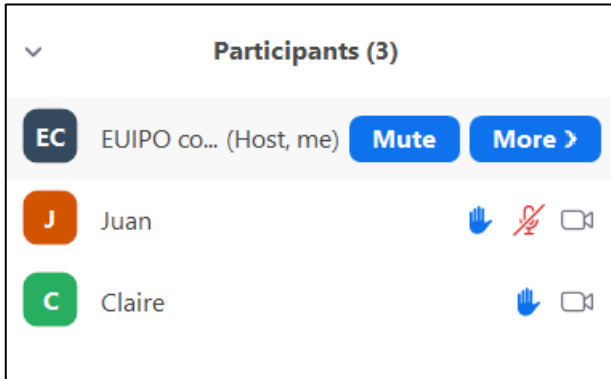 Participants (3)
EC EUIPO co... (Host, me) Mute More >
J Juan
C Claire